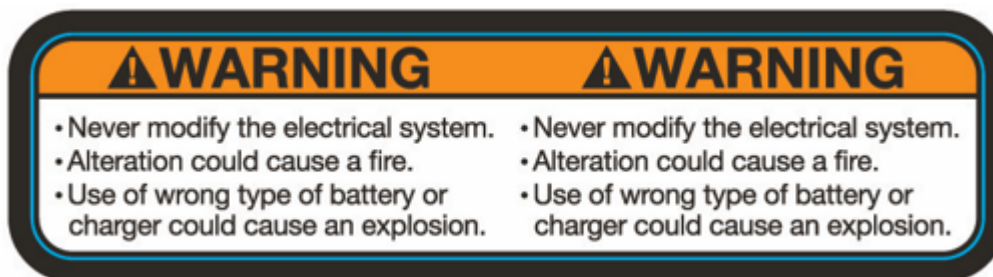 ⚠WARNING
• Never modify the electrical system.
• Alteration could cause a fire.
• Use of wrong type of battery or
charger could cause an explosion.
⚠WARNING
• Never modify the electrical system.
• Alteration could cause a fire.
• Use of wrong type of battery or
charger could cause an explosion.